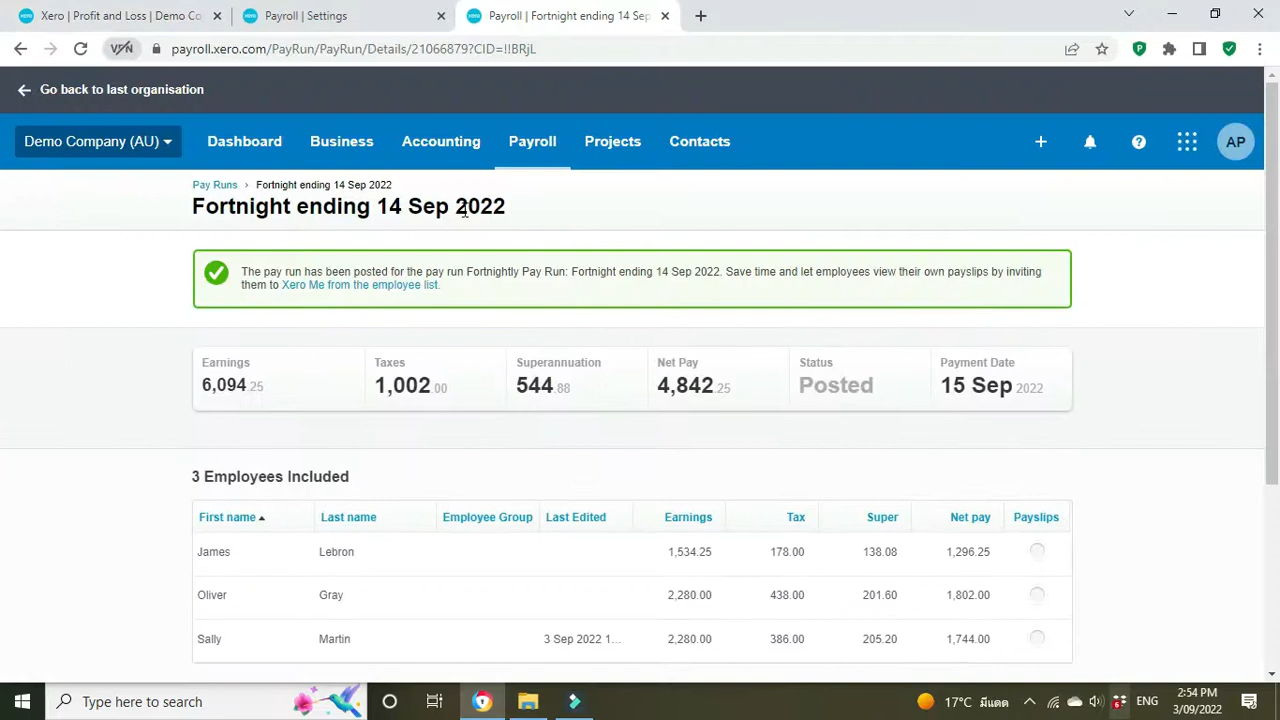 Xero | Profit and Loss | Demo Co
Payroll | Settings
Payroll | Fortnight ending 14 Sep
payroll.xero.com/PayRun/PayRun/Details/21066879?CID=!!BRjL
Go back to last organisation
Demo Company (AU)
Dashboard
Business
Accounting
Payroll
Projects
Contacts
AP
Pay Runs › Fortnight ending 14 Sep 2022
Fortnight ending 14 Sep 2022
The pay run has been posted for the pay run Fortnightly Pay Run: Fortnight ending 14 Sep 2022. Save time and let employees view their own payslips by inviting
them to Xero Me from the employee list.
Earnings Taxes Superannuation Net Pay Status Payment Date
6,094.25 1,002.00 544.88 4,842.25 Posted 15 Sep 2022
3 Employees Included
First name Last name Employee Group Last Edited Earnings Tax Super Net pay Payslips
James Lebron 1,534.25 178.00 138.08 1,296.25
Oliver Gray 2,280.00 438.00 201.60 1,802.00
Sally Martin 3 Sep 2022 1... 2,280.00 386.00 205.20 1,744.00
Type here to search
17°C มีแดด
ENG
2:54 PM
3/09/2022